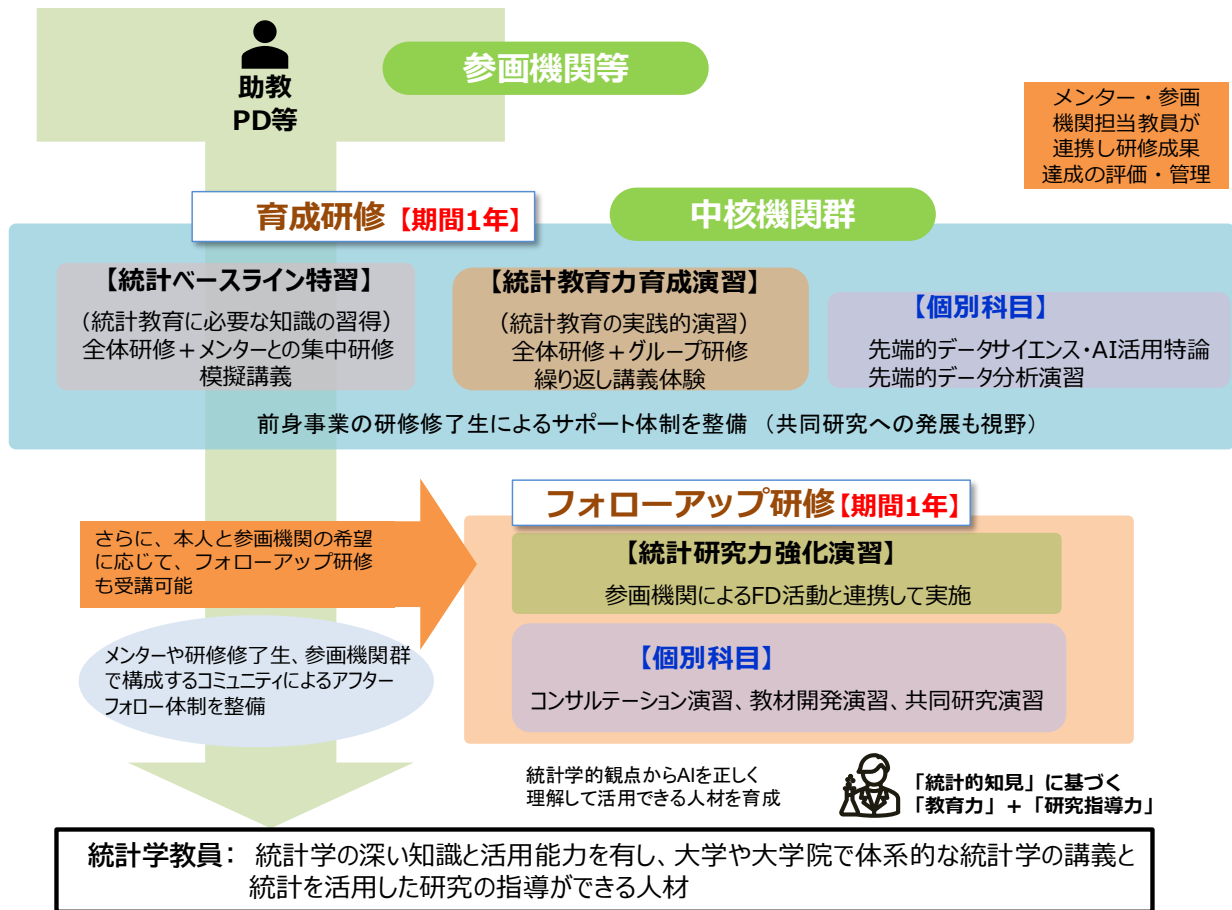 助教
PD等
参画機関等
メンター・参画
機関担当教員が
連携し研修成果
達成の評価・管理
育成研修【期間1年】
中核機関群
【統計ベースライン特習】
(統計教育に必要な知識の習得)
全体研修+メンターとの集中研修
模擬講義
【統計教育力育成演習】
(統計教育の実践的演習)
全体研修+グループ研修
繰り返し講義体験
【個別科目】
先端的データサイエンス・AI活用特論
先端的データ分析演習
前身事業の研修修了生によるサポート体制を整備 (共同研究への発展も視野)
さらに、本人と参画機関の希望
に応じて、フォローアップ研修
も受講可能
フォローアップ研修【期間1年】
【統計研究力強化演習】
参画機関によるFD活動と連携して実施
【個別科目】
コンサルテーション演習、教材開発演習、共同研究演習
メンターや研修修了生、参画機関群
で構成するコミュニティによるアフター
フォロー体制を整備
統計学的観点からAIを正しく
理解して活用できる人材を育成
「統計的知見」に基づく
「教育力」+「研究指導力」
統計学教員: 統計学の深い知識と活用能力を有し、大学や大学院で体系的な統計学の講義と
統計を活用した研究の指導ができる人材